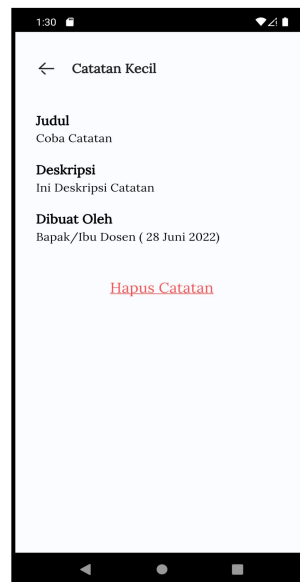 1:30
Catatan Kecil
Judul
Coba Catatan
Deskripsi
Ini Deskripsi Catatan
Dibuat Oleh
Bapak/Ibu Dosen ( 28 Juni 2022)
Hapus Catatan